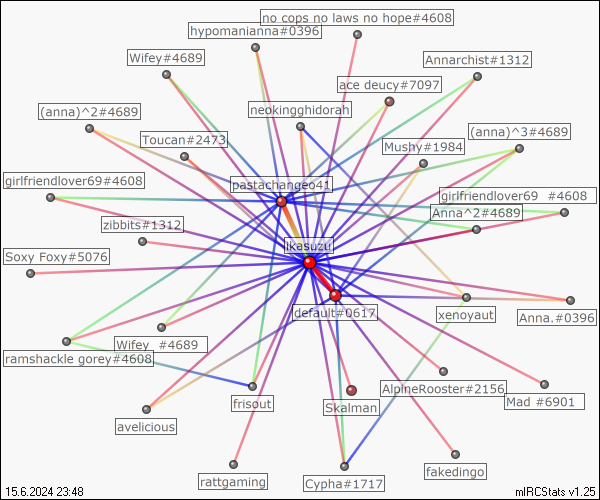 no cops no laws no hope#4608
hypomanianna#0396
Wifey#4689
Annarchist#1312
ace deucy#7097
(anna)^2#4689
neokingghidorah
Toucan#2473
(anna)^3#4689
Mushy#1984
girlfriendlover69#4608
pastachange041
girlfriendlover69_#4608
Anna^2#4689
zibbits#1312
ikasuzu
Soxy Foxy#5076
default#0617
xenoyaut
Anna.#0396
Wifey_#4689
ramshackle gorey#4608
AlpineRooster#2156
frisout
Skalman
Mad #6901
avelicious
fakedingo
rattgaming
Cypha#1717
15.6.2024 23:48
mIRCStats v1.25